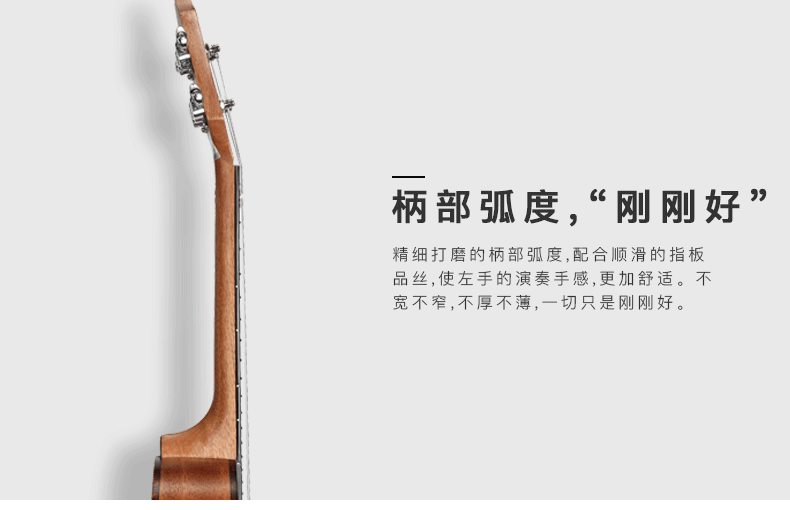 柄部弧度,“刚刚好”
精细打磨的柄部弧度,配合顺滑的指板
品丝,使左手的演奏手感,更加舒适。不
宽不窄,不厚不薄,一切只是刚刚好。